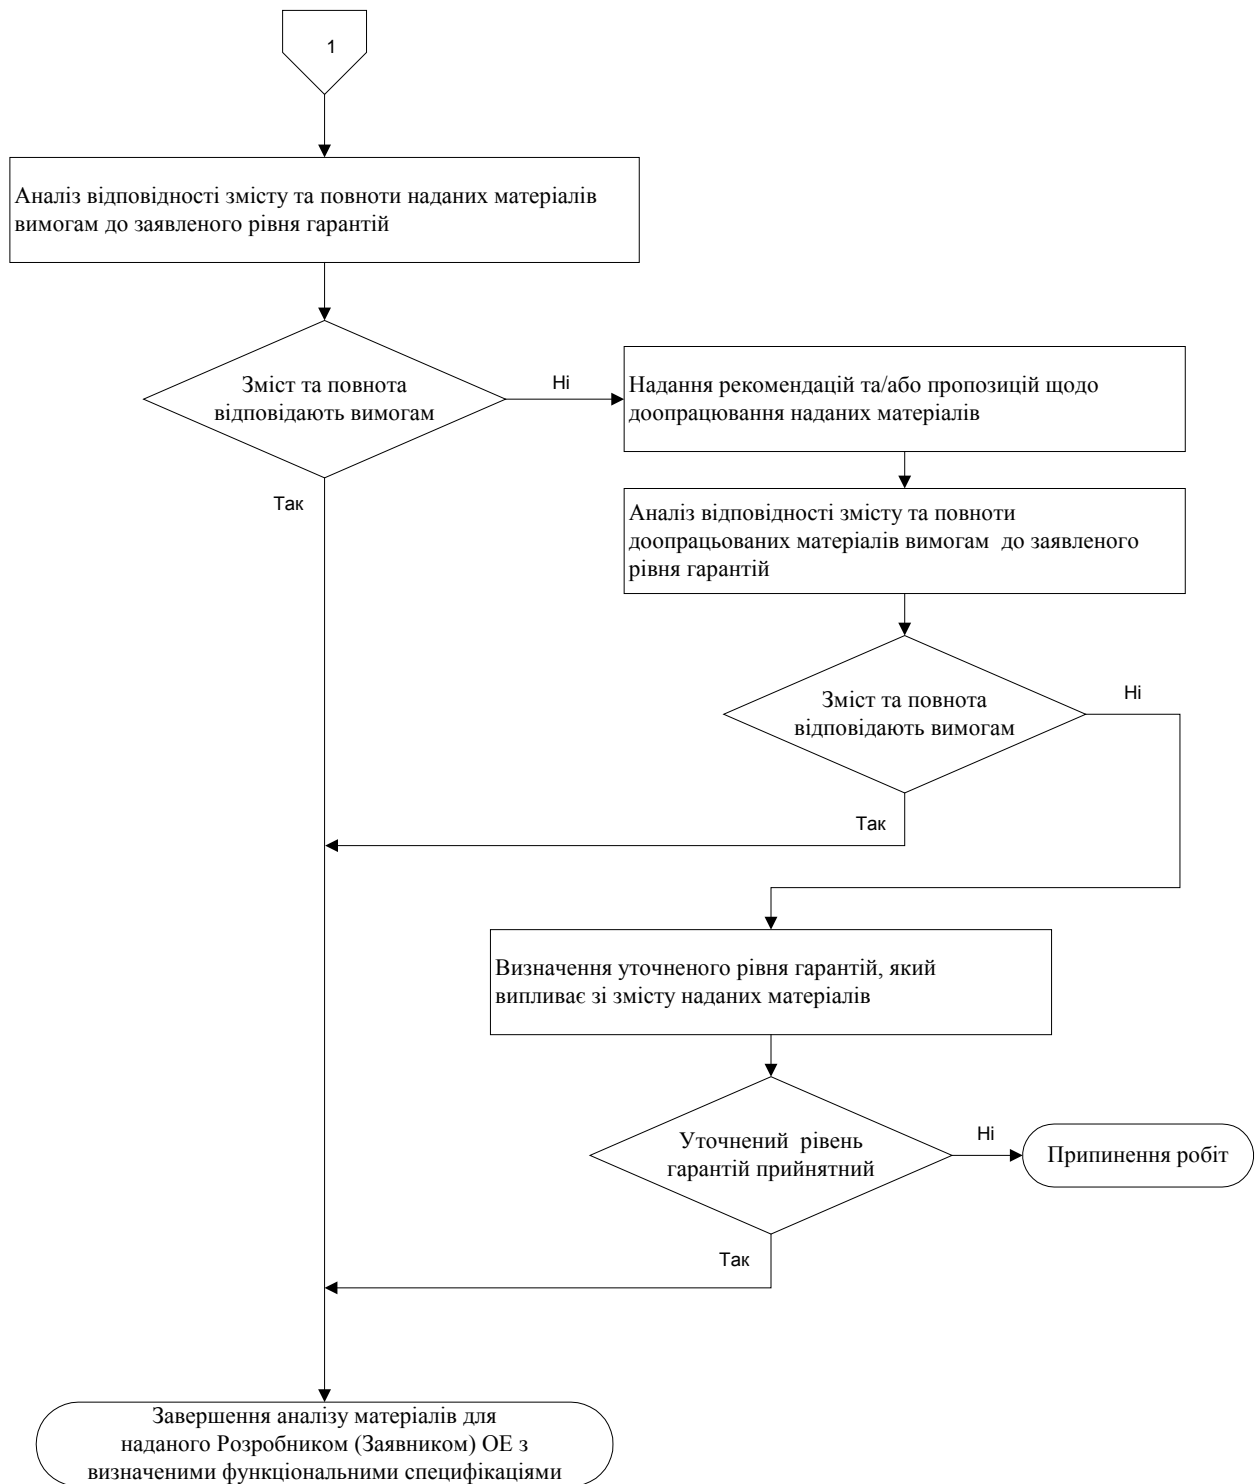 1
Аналіз відповідності змісту та повноти наданих матеріалів
вимогам до заявленого рівня гарантій
Зміст та повнота
відповідають вимогам
Ні
Так
Надання рекомендацій та/або пропозицій щодо
доопрацювання наданих матеріалів
Аналіз відповідності змісту та повноти
доопрацьованих матеріалів вимогам до заявленого
рівня гарантій
Зміст та повнота
відповідають вимогам
Ні
Так
Визначення уточненого рівня гарантій, який
випливає зі змісту наданих матеріалів
Уточнений рівень
гарантій прийнятний
Ні
Припинення робіт
Так
Завершення аналізу матеріалів для
наданого Розробником (Заявником) ОЕ з
визначеними функціональними специфікаціями